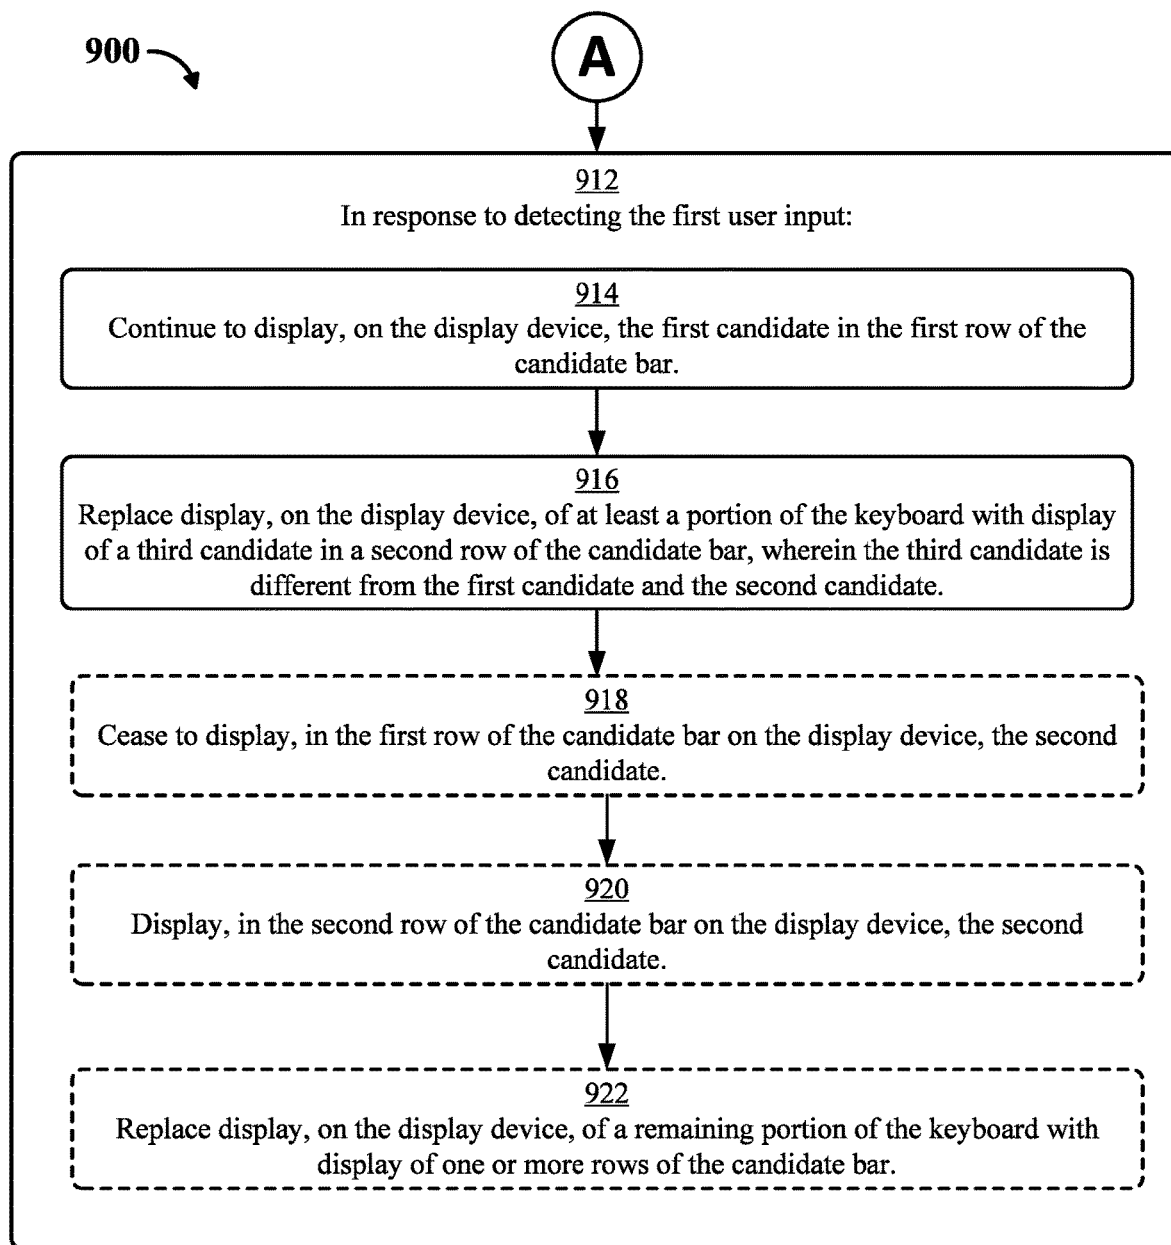 900
A
912
In response to detecting the first user input:
914
Continue to display, on the display device, the first candidate in the first row of the
candidate bar.
916
Replace display, on the display device, of at least a portion of the keyboard with display
of a third candidate in a second row of the candidate bar, wherein the third candidate is
different from the first candidate and the second candidate.
918
Cease to display, in the first row of the candidate bar on the display device, the second
candidate.
920
Display, in the second row of the candidate bar on the display device, the second
candidate.
922
Replace display, on the display device, of a remaining portion of the keyboard with
display of one or more rows of the candidate bar.